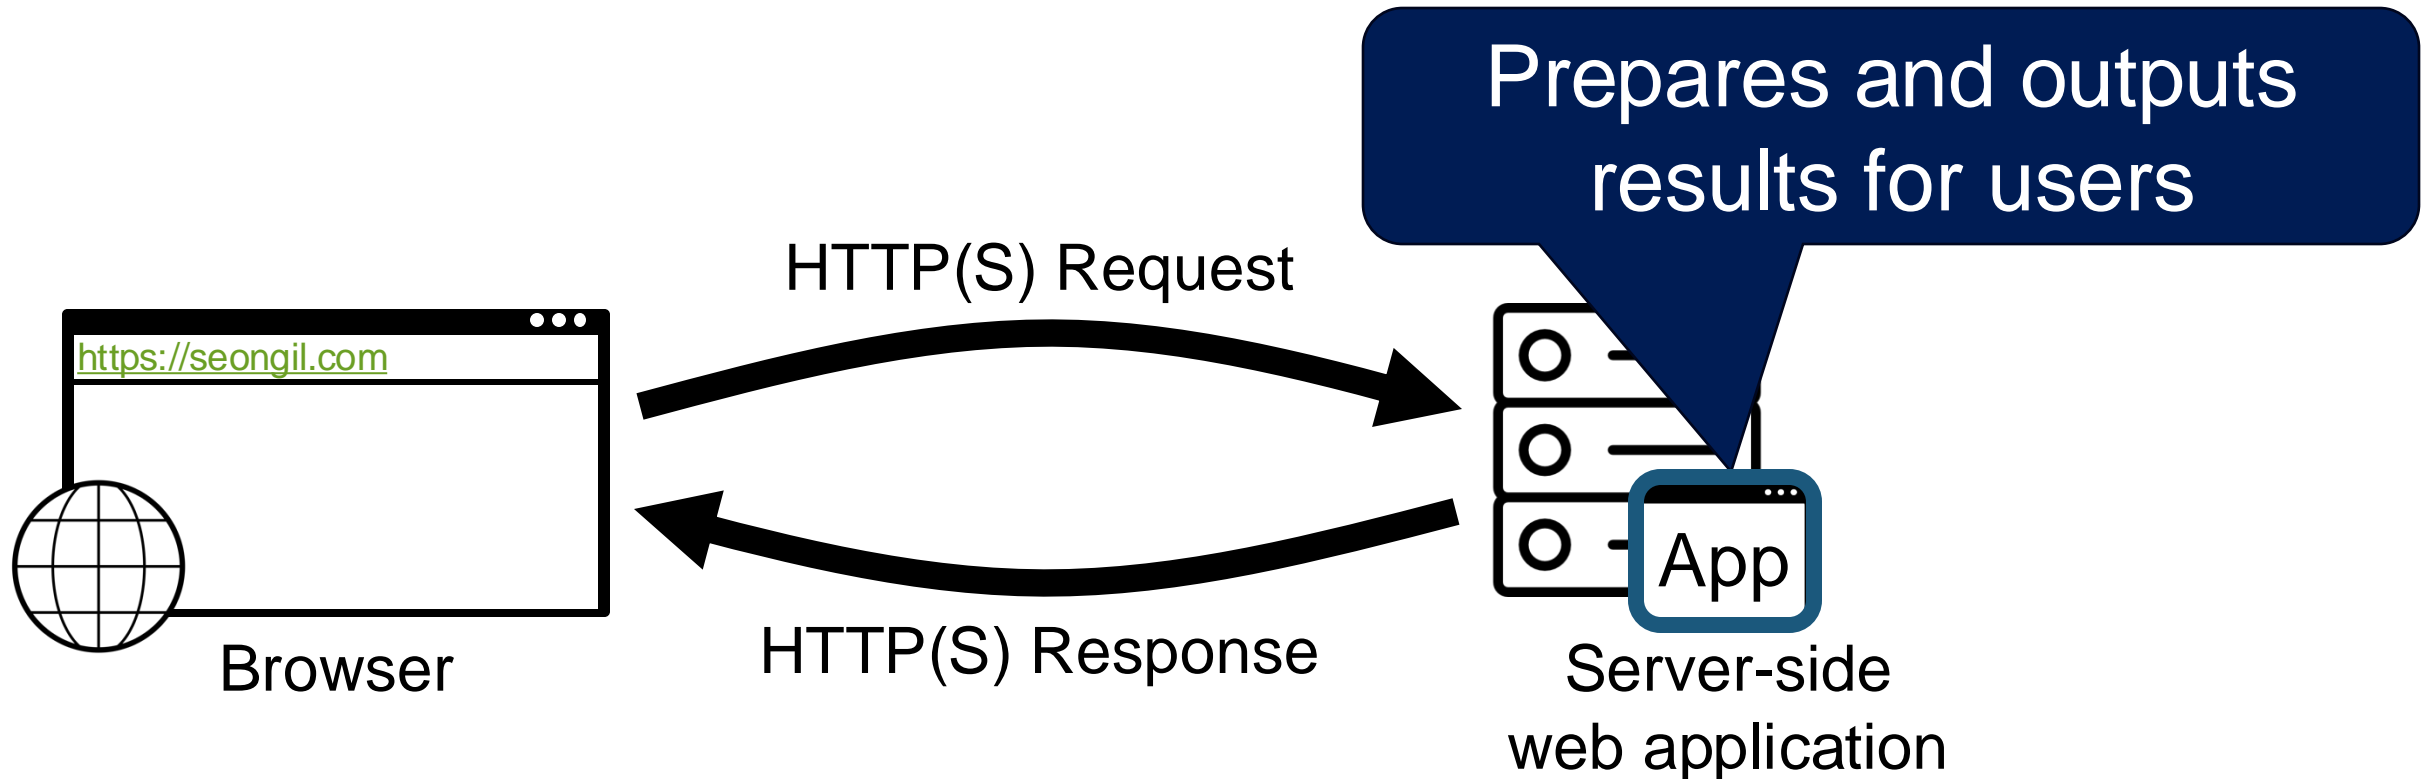 Prepares and outputs
results for users
HTTP(S) Request
https://seongil.com
App
Browser
HTTP(S) Response
Server-side
web application